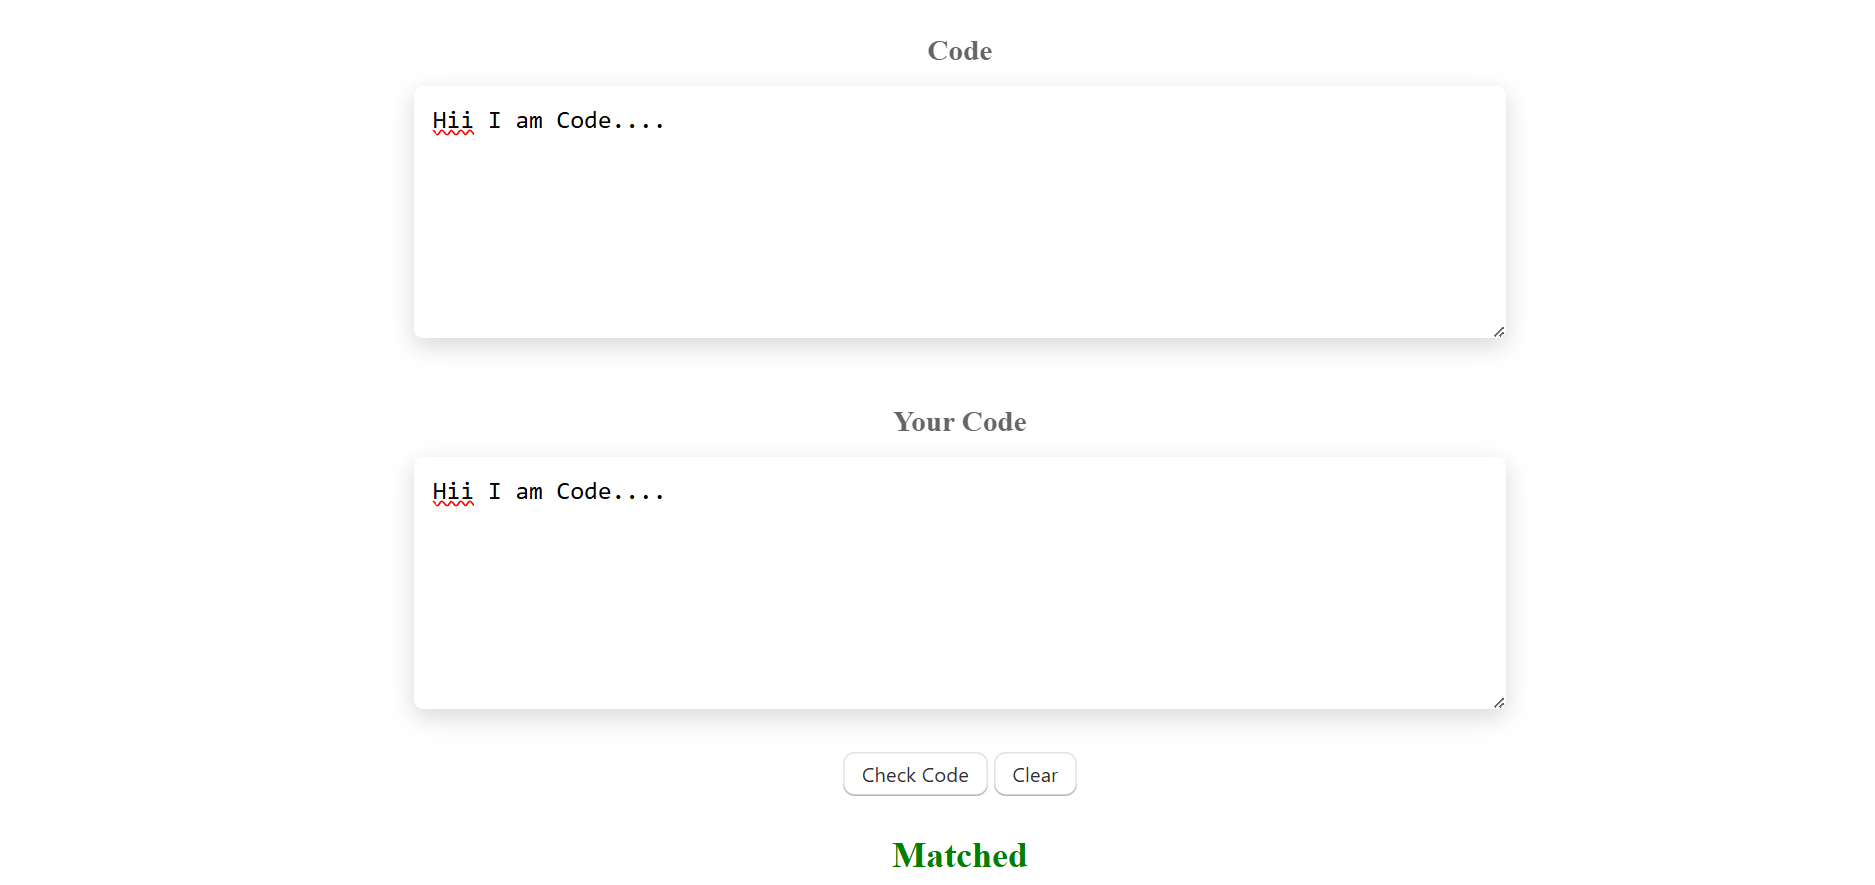 Code
Hii I am Code....
Your Code
Hii I am Code....
Check Code Clear
Matched